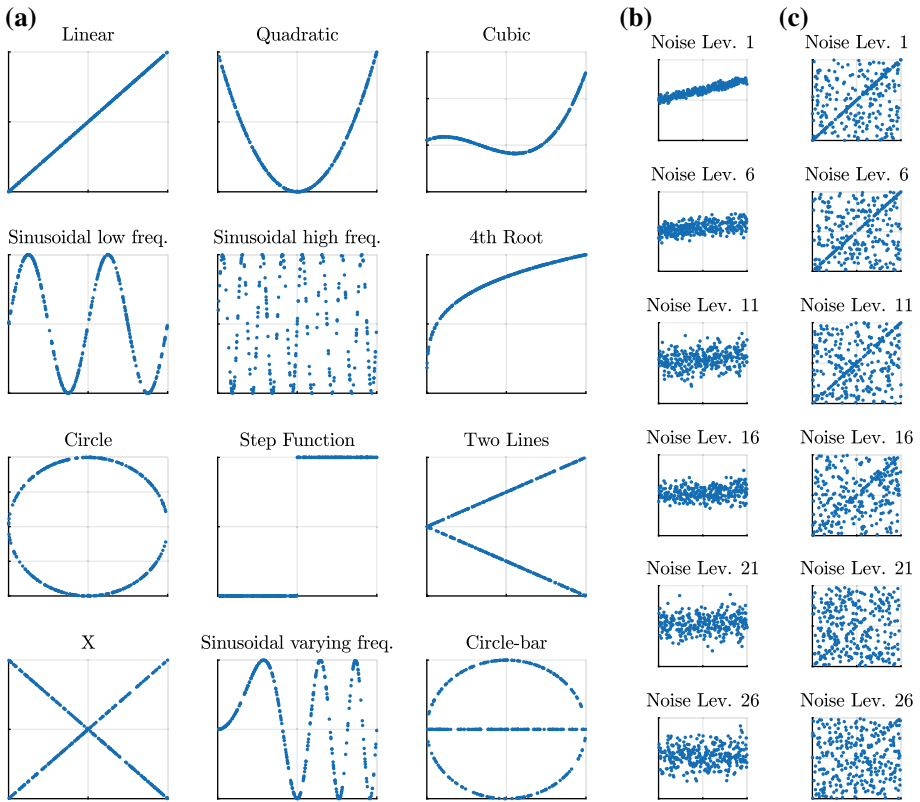 (a)
Linear
Quadratic
Cubic
Sinusoidal low freq.
Sinusoidal high freq.
4th Root
Circle
Step Function
Two Lines
X
Sinusoidal varying freq.
Circle-bar
(b)
Noise Lev. 1
Noise Lev. 6
Noise Lev. 11
Noise Lev. 16
Noise Lev. 21
Noise Lev. 26
(c)
Noise Lev. 1
Noise Lev. 6
Noise Lev. 11
Noise Lev. 16
Noise Lev. 21
Noise Lev. 26